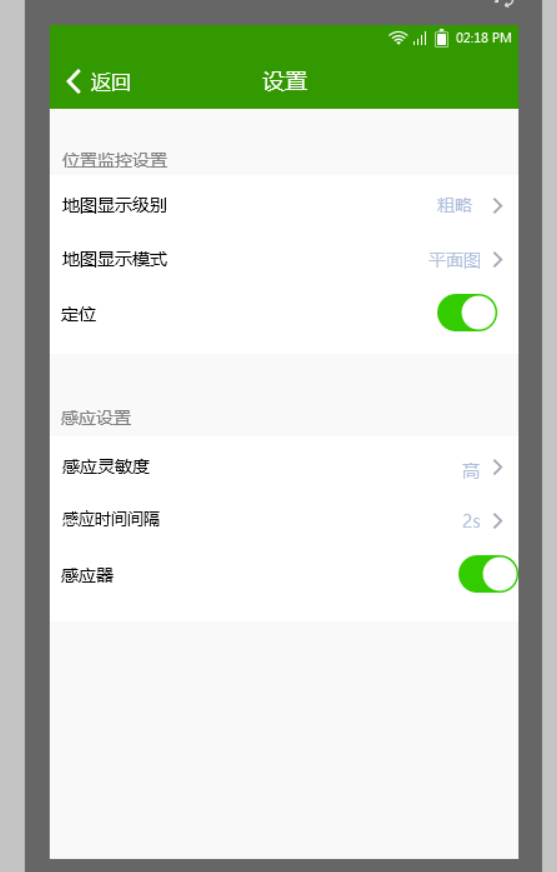 02:18 PM
返回 设置
位置监控设置
地图显示级别 粗略
地图显示模式 平面图
定位
感应设置
感应灵敏度 高
感应时间间隔 2s
感应器